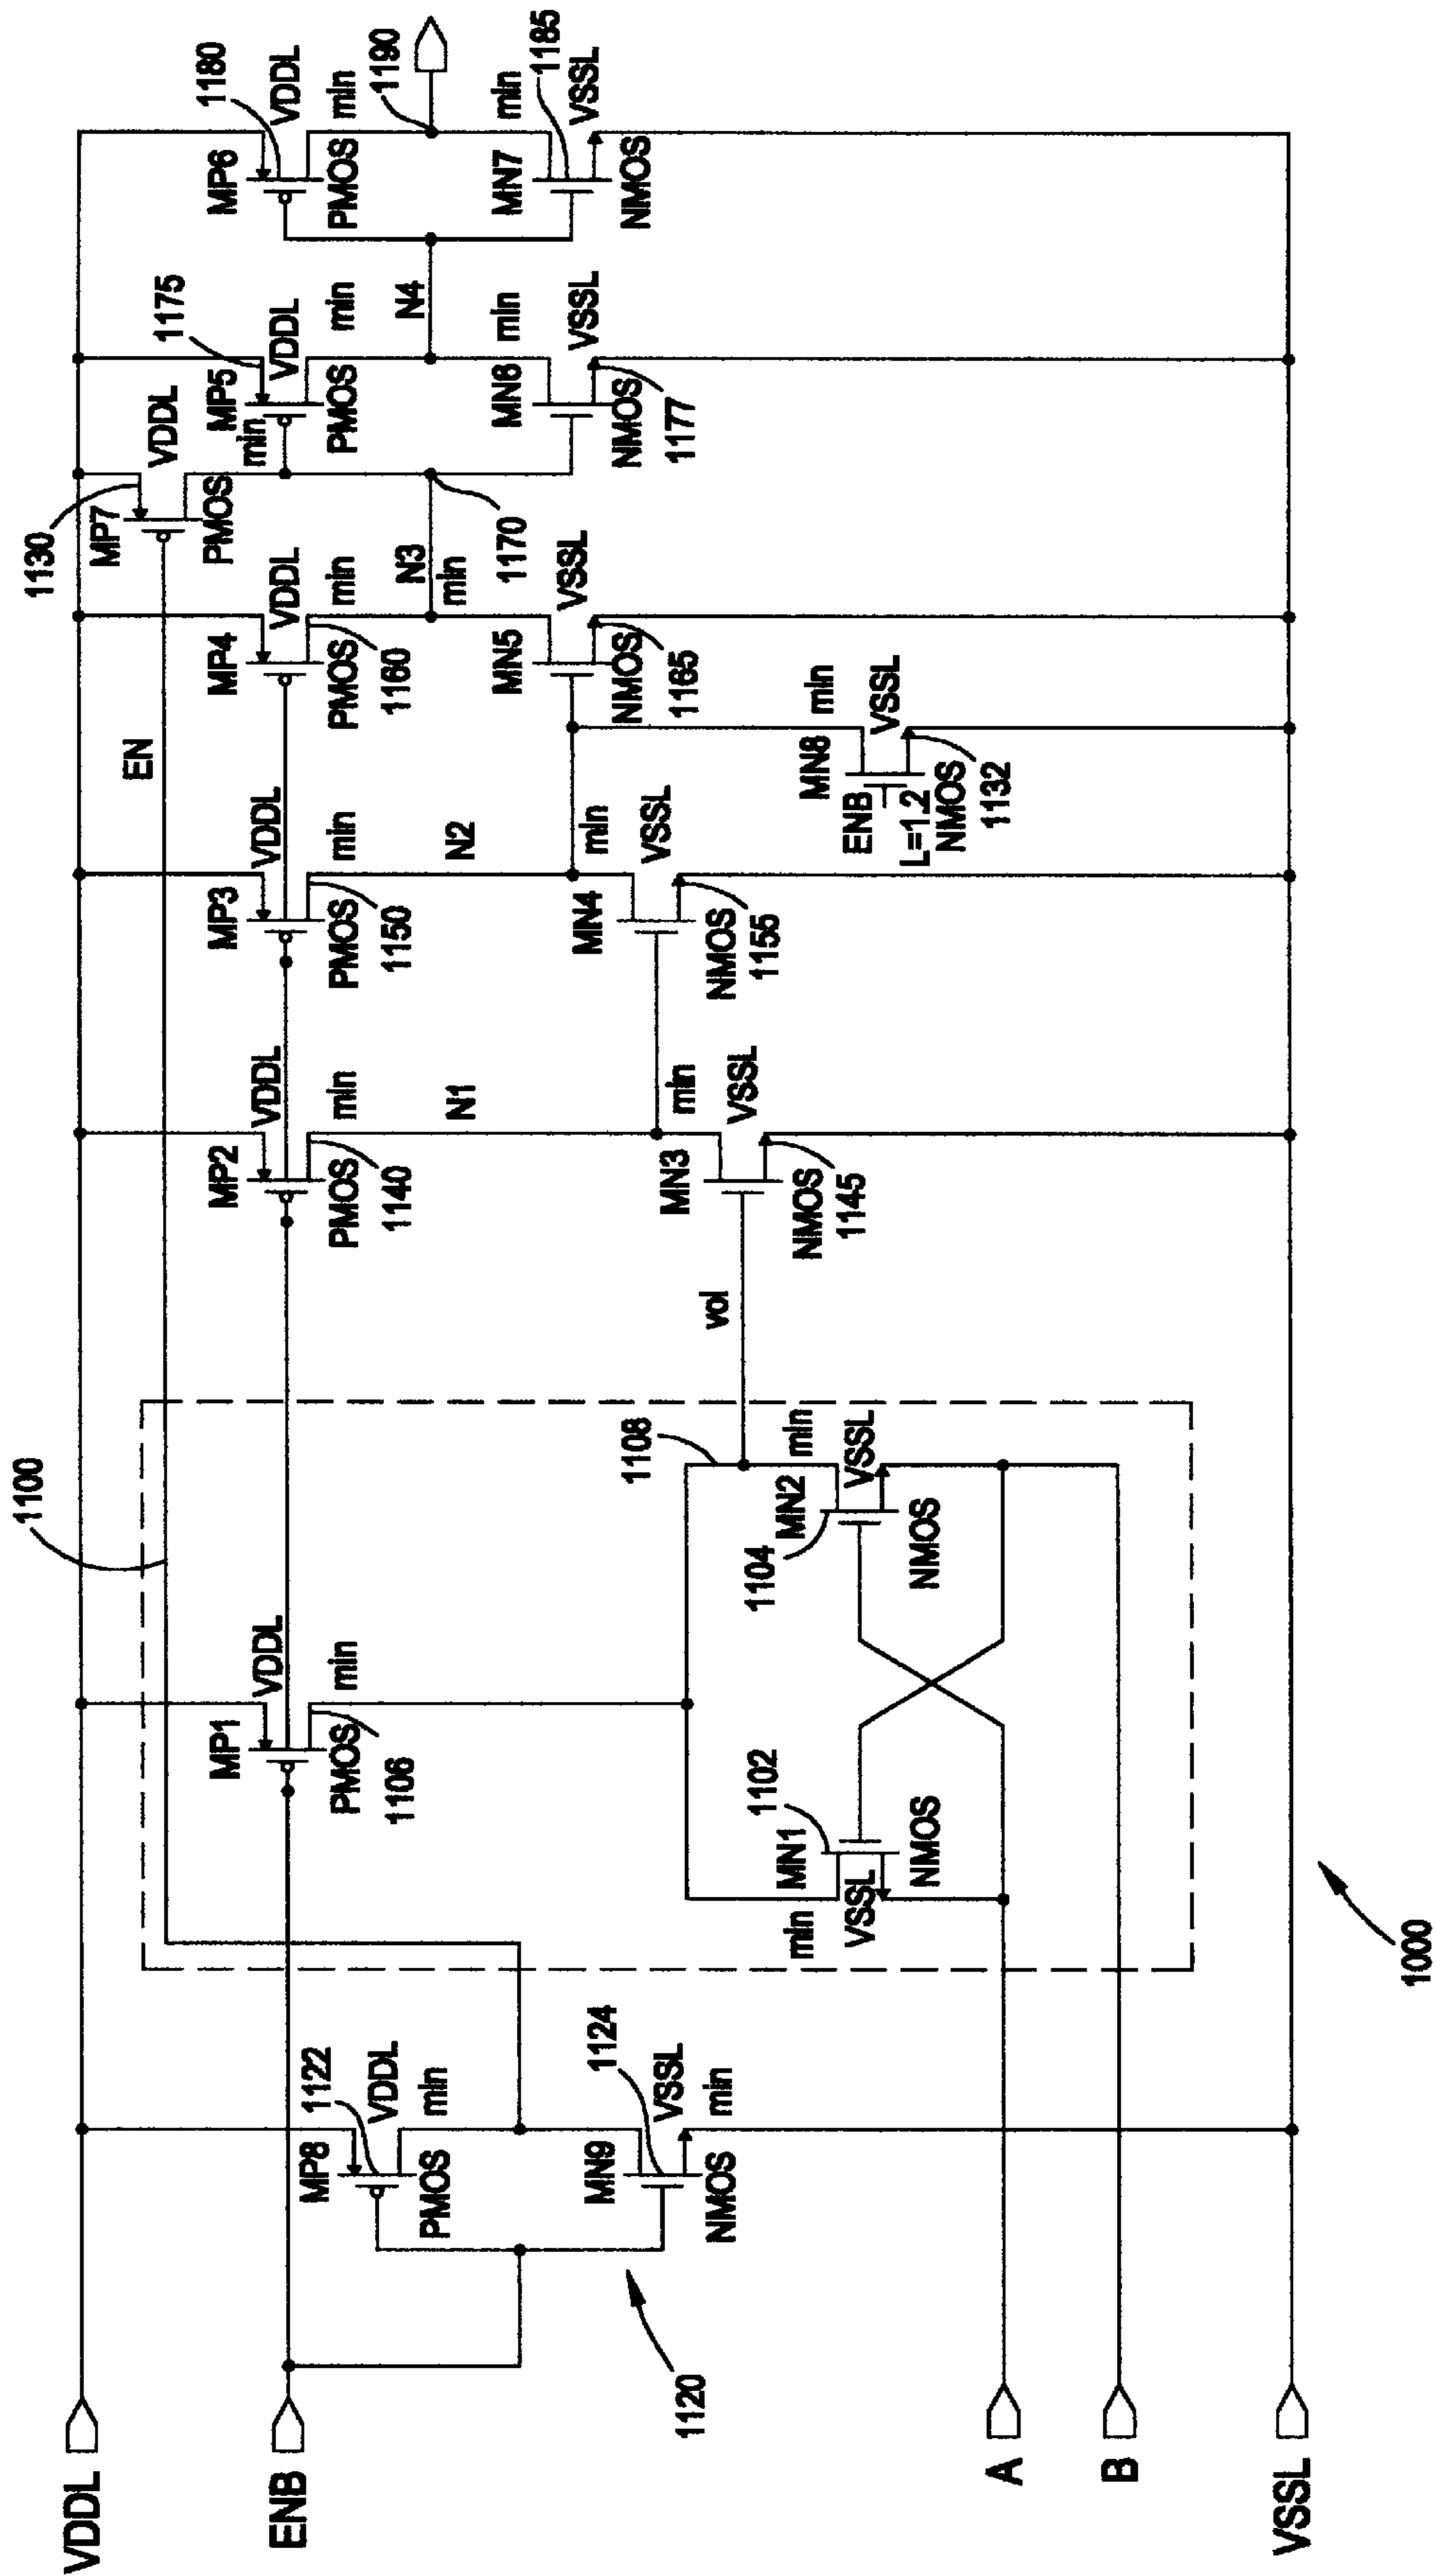 VDDL
ENB
A
B
VSSL
1120
MP8
1122
VDDL
min
PMOS
MN9
1124
VSSL
min
NMOS
1100
MP1
VDDL
min
PMOS
1106
1102
MN1
min
VSSL
NMOS
1104
MN2
min
VSSL
NMOS
1108
vol
MP2
VDDL
min
PMOS
1140
N1
MN3
min
VSSL
NMOS
1145
MP3
VDDL
min
PMOS
1150
N2
MN4
min
VSSL
NMOS
1155
EN
MN8
min
VSSL
ENB
L=1.2
NMOS
1132
MP4
VDDL
min
PMOS
1160
N3
min
MN5
VSSL
NMOS
1165
1130
MP7
VDDL
PMOS
min
1170
1175
MP5
VDDL
min
PMOS
N4
MN6
min
VSSL
NMOS
1177
1180
MP6
VDDL
min
PMOS
1190
MN7
min
1185
VSSL
NMOS
1000